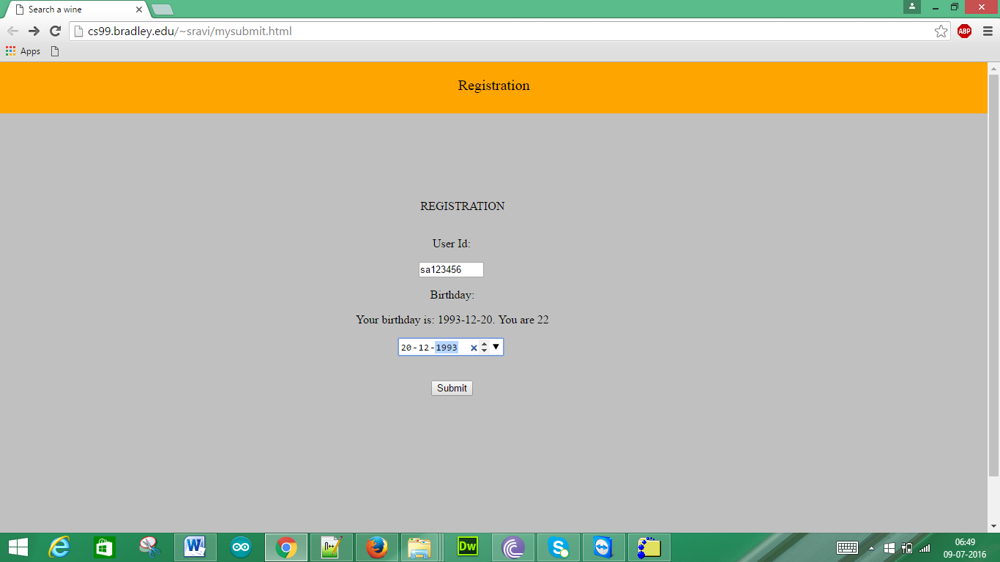 Search a wine
cs99.bradley.edu/~sravi/mysubmit.html
ABP
Apps
Registration
REGISTRATION
User Id:
sa123456
Birthday:
Your birthday is: 1993-12-20. You are 22
20-12-1993
Submit
W
n++
Dw
S
06:49
09-07-2016